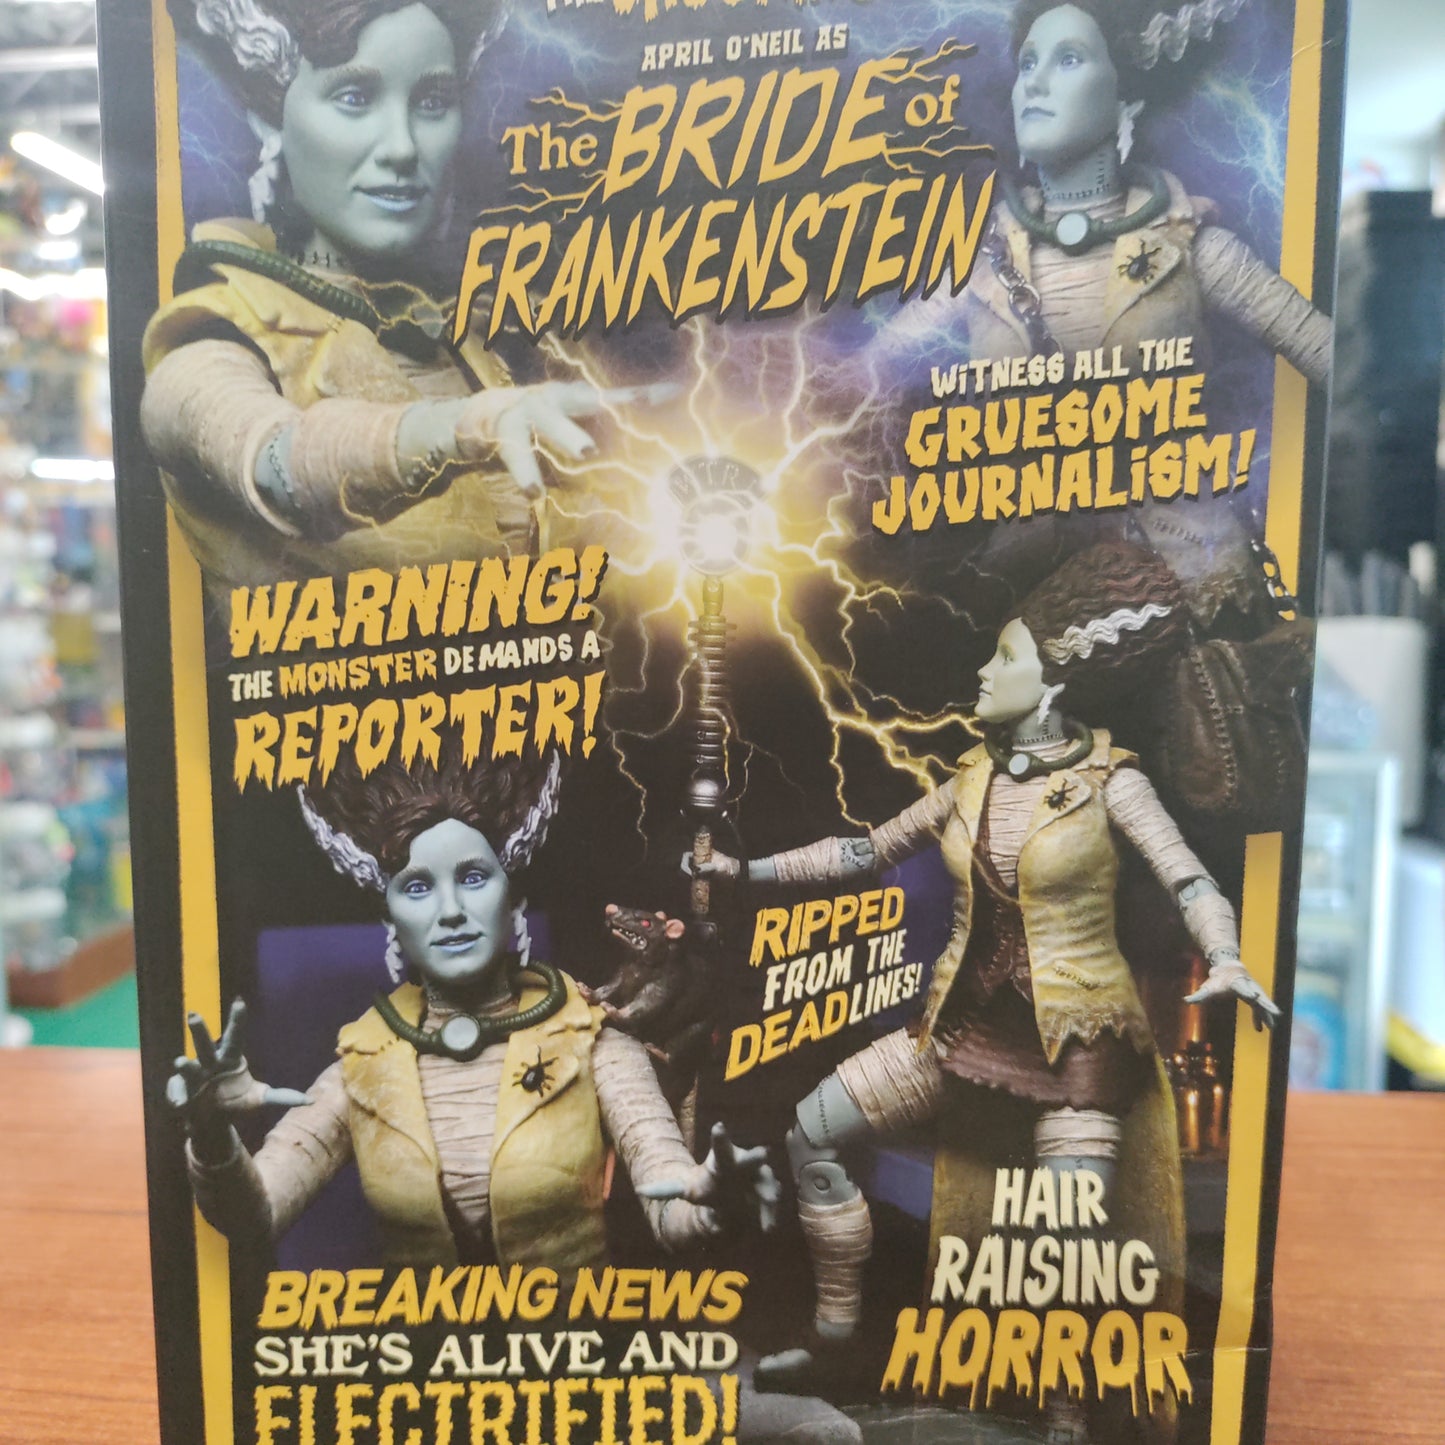 APRIL O'NEIL AS
The BRIDE of
FRANKENSTEIN
WITNESS ALL THE
GRUESOME
JOURNALISM!
WARNING!
THE MONSTER DEMANDS A
REPORTER!
RIPPED
FROM THE
DEADLINES!
HAIR
RAISING
HORROR
BREAKING NEWS
SHE'S ALIVE AND
ELECTRIFIED!